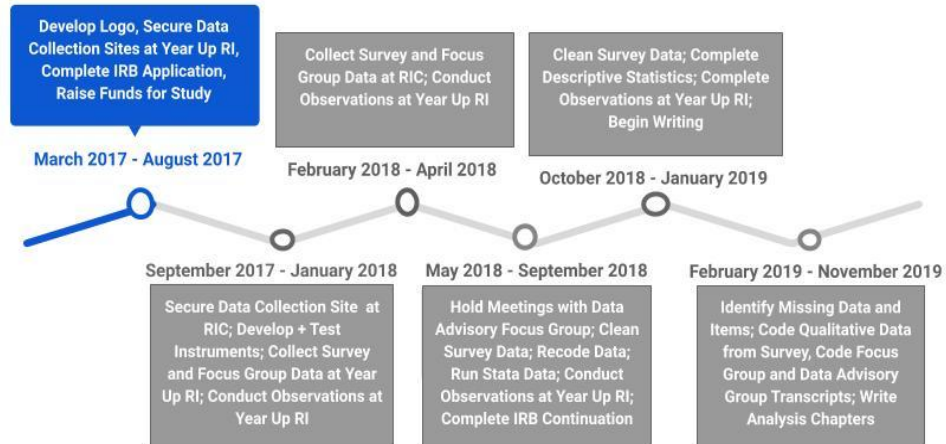 Develop Logo, Secure Data
Collection Sites at Year Up RI,
Complete IRB Application,
Raise Funds for Study
March 2017 - August 2017
September 2017 - January 2018
Secure Data Collection Site at
RIC; Develop + Test
Instruments; Collect Survey
and Focus Group Data at Year
Up RI; Conduct Observations at
Year Up RI
Collect Survey and Focus
Group Data at RIC; Conduct
Observations at Year Up RI
February 2018 - April 2018
May 2018 - September 2018
Hold Meetings with Data
Advisory Focus Group; Clean
Survey Data; Recode Data;
Run Stata Data; Conduct
Observations at Year Up RI;
Complete IRB Continuation
Clean Survey Data; Complete
Descriptive Statistics; Complete
Observations at Year Up RI;
Begin Writing
October 2018 - January 2019
February 2019 - November 2019
Identify Missing Data and
Items; Code Qualitative Data
from Survey, Code Focus
Group and Data Advisory
Group Transcripts; Write
Analysis Chapters